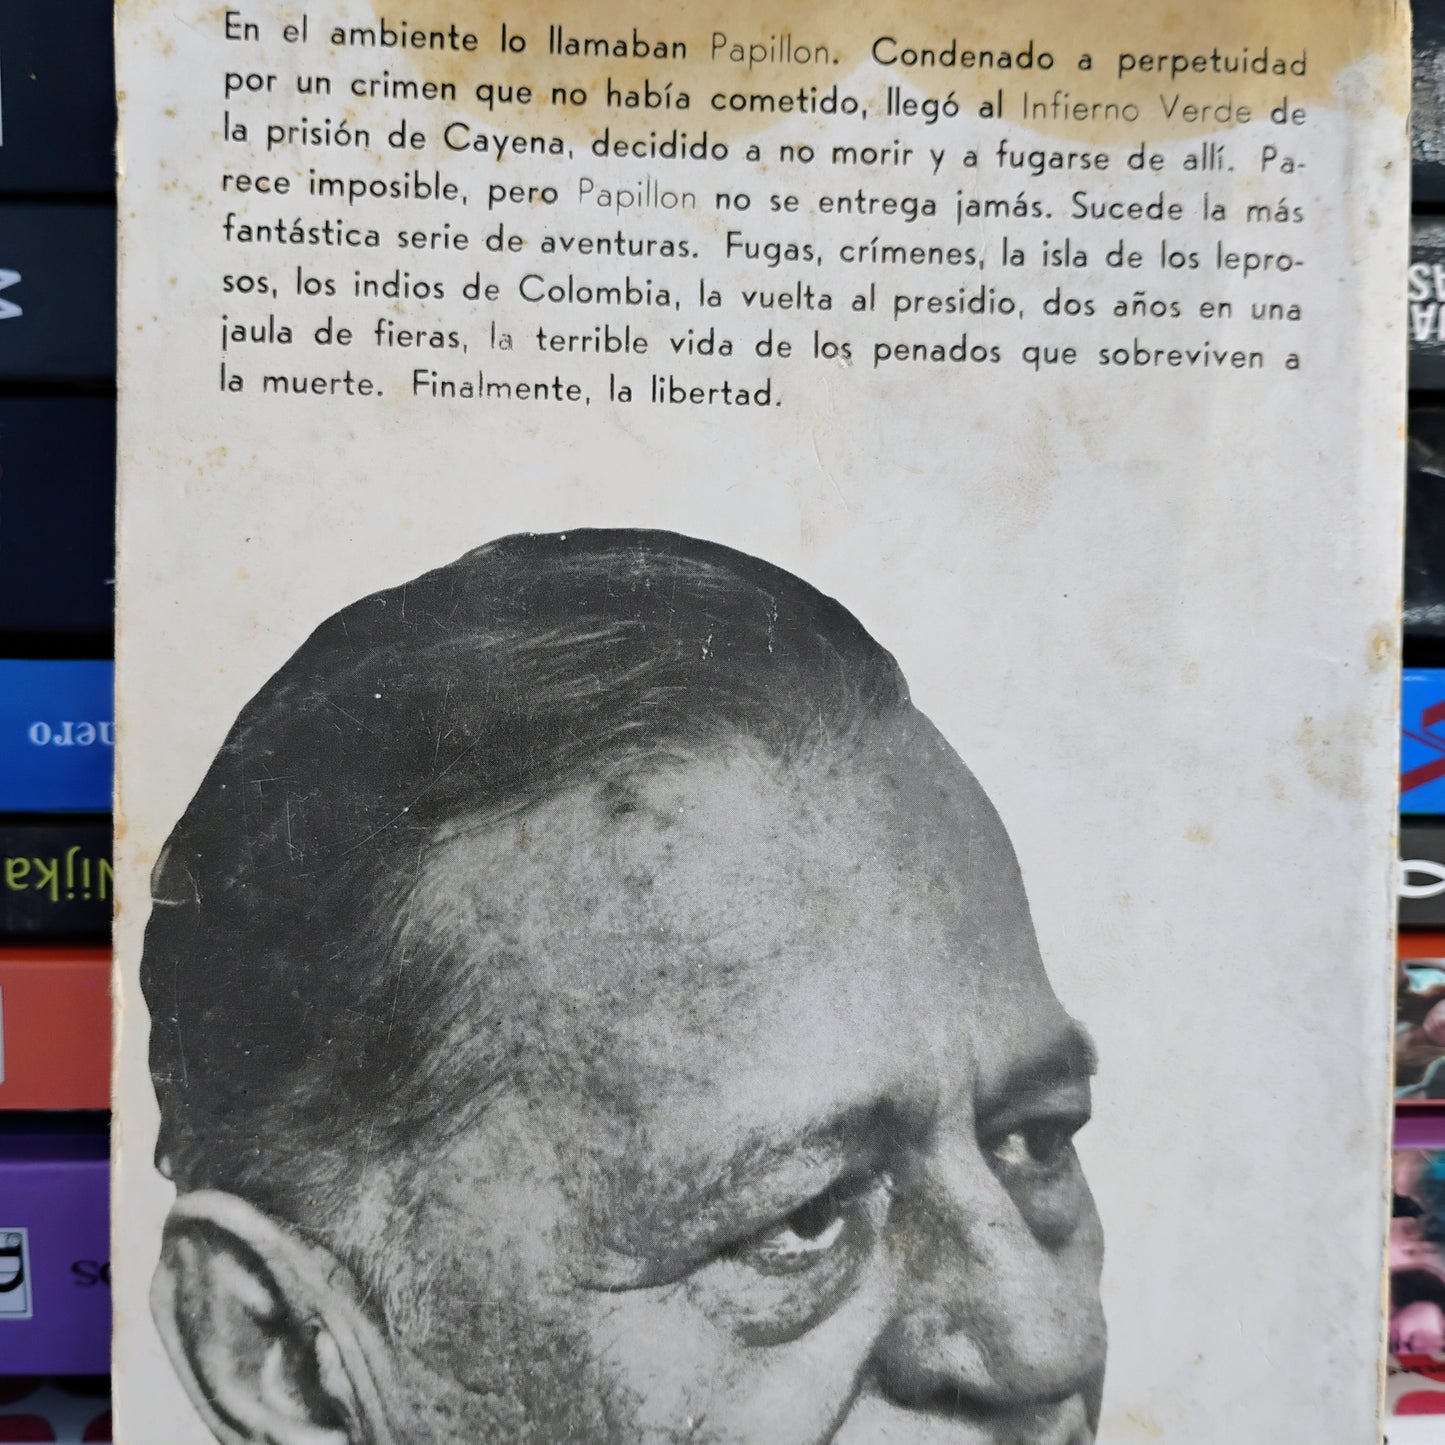 En el ambiente lo llamaban Papillon. Condenado a perpetuidad
por un crimen que no había cometido, llegó al Infierno Verde de
la prisión de Cayena, decidido a no morir y a fugarse de allí. Pa-
rece imposible, pero Papillon no se entrega jamás. Sucede la más
fantástica serie de aventuras. Fugas, crímenes, la isla de los lepro-
sos, los indios de Colombia, la vuelta al presidio, dos años en una
jaula de fieras, la terrible vida de los penados que sobreviven a
la muerte. Finalmente, la libertad.
nero
Nijka